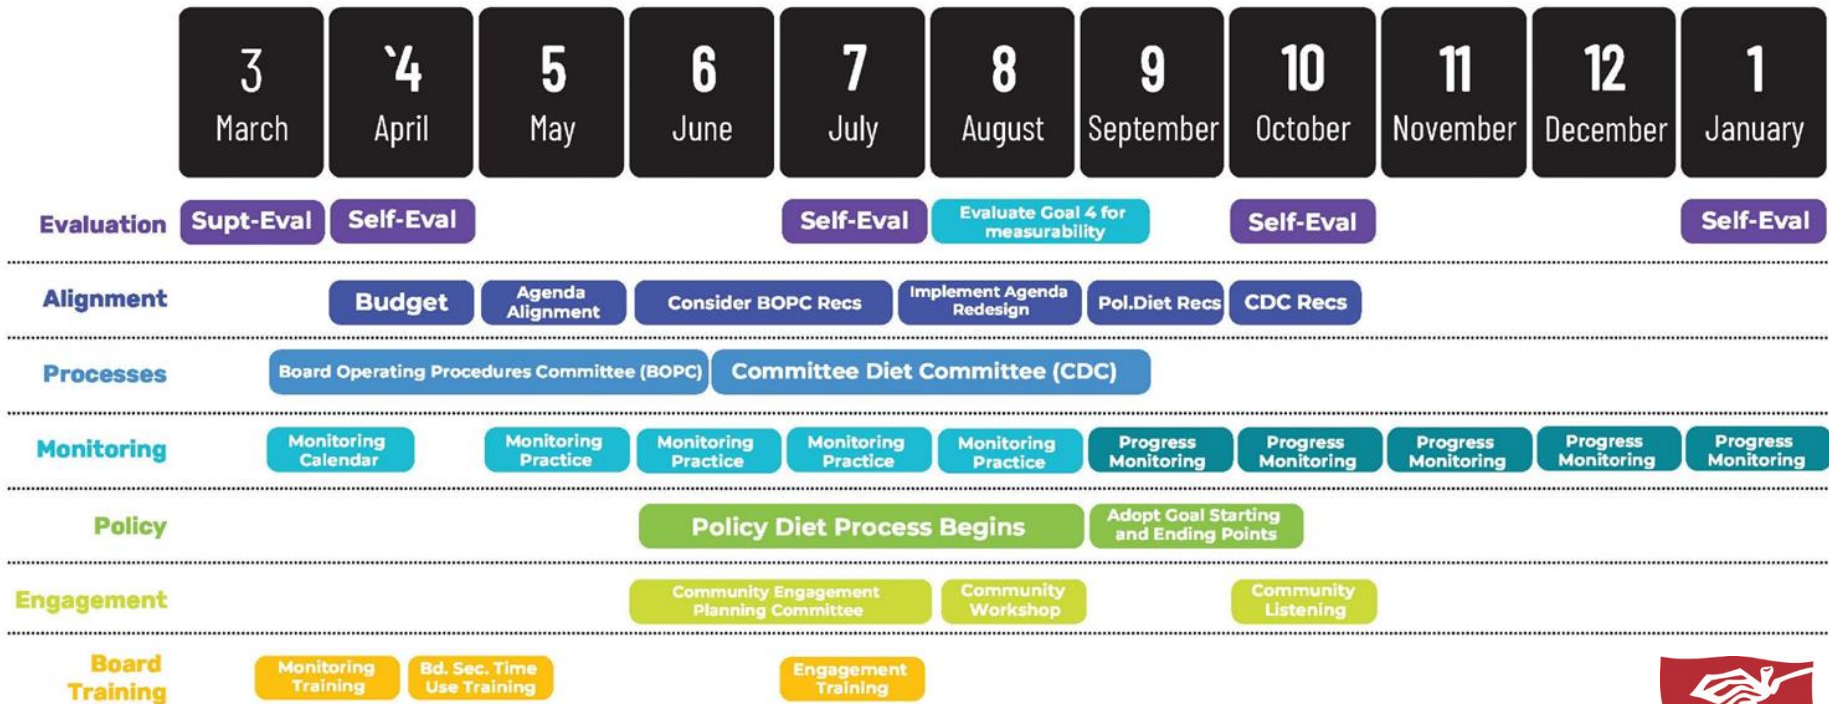 3
March
`4
April
5
May
6
June
7
July
8
August
9
September
10
October
11
November
12
December
1
January
Evaluation
Supt-Eval
Self-Eval
Self-Eval
Evaluate Goal 4 for
measurability
Self-Eval
Self-Eval
Alignment
Budget
Agenda
Alignment
Consider BOPC Recs
Implement Agenda
Redesign
Pol.Diet Recs
CDC Recs
Processes
Board Operating Procedures Committee (BOPC)
Committee Diet Committee (CDC)
Monitoring
Monitoring
Calendar
Monitoring
Practice
Monitoring
Practice
Monitoring
Practice
Monitoring
Practice
Progress
Monitoring
Progress
Monitoring
Progress
Monitoring
Progress
Monitoring
Progress
Monitoring
Policy
Policy Diet Process Begins
Adopt Goal Starting
and Ending Points
Engagement
Community Engagement
Planning Committee
Community
Workshop
Community
Listening
Board
Training
Monitoring
Training
Bd. Sec. Time
Use Training
Engagement
Training